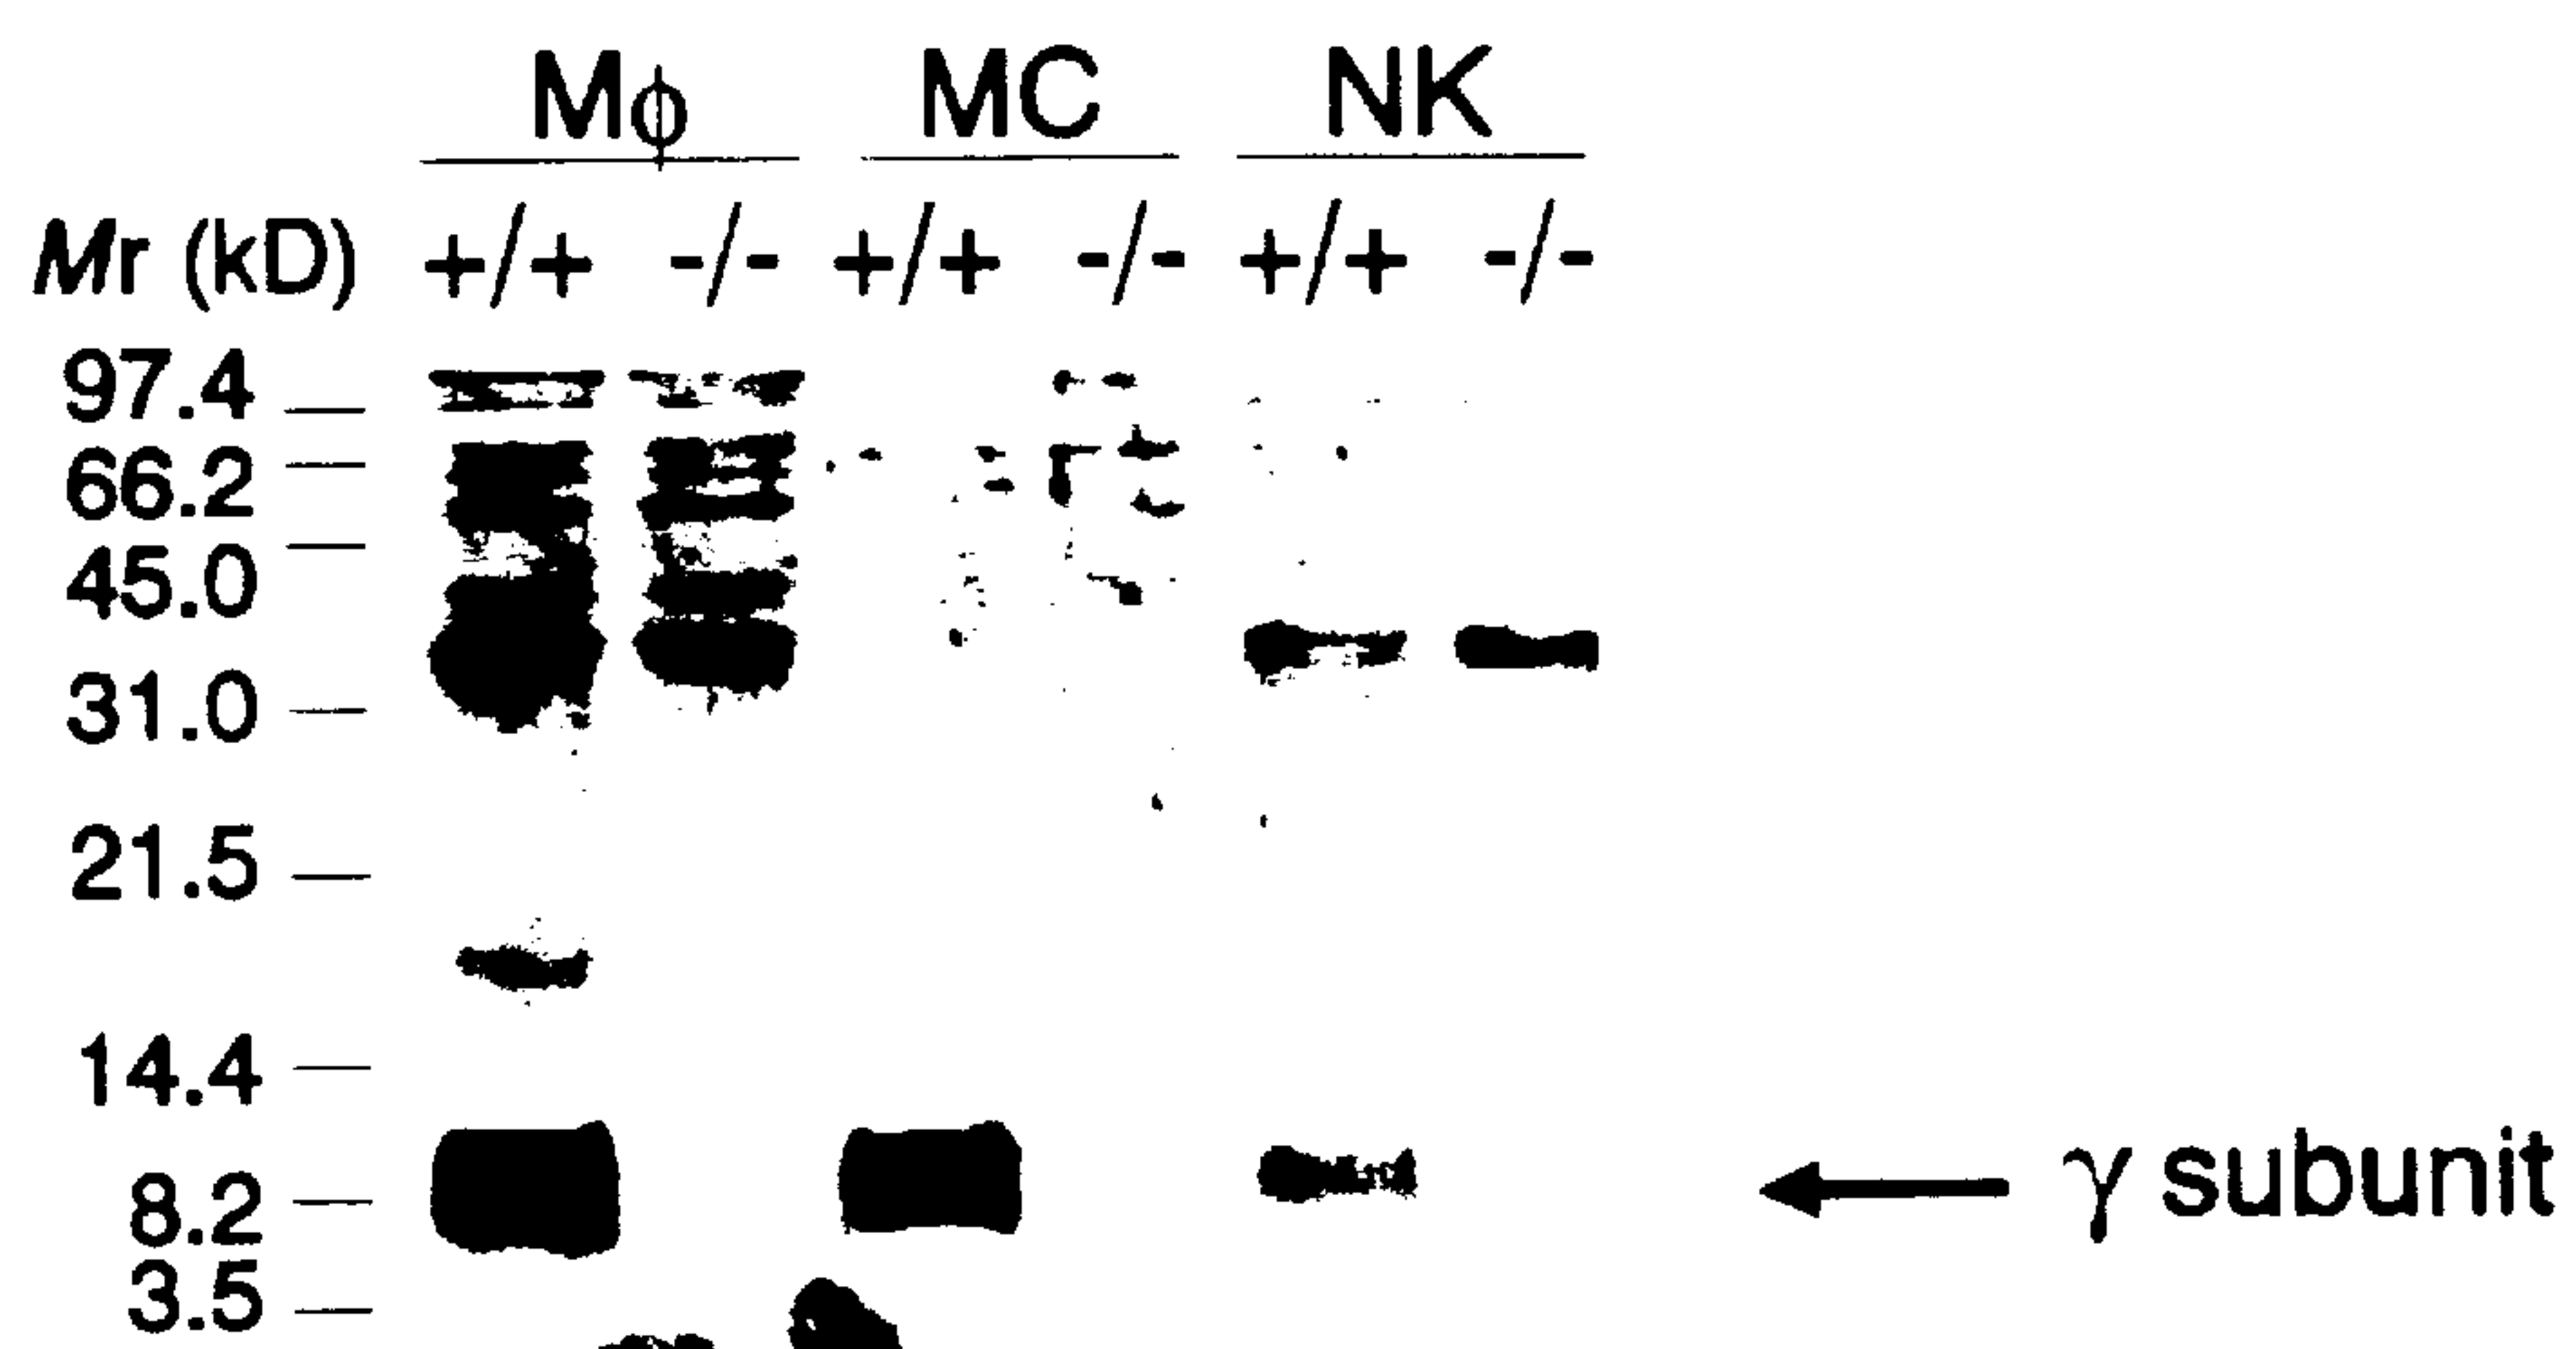 Mϕ MC NK
Mr (kD) +/+ -/- +/+ -/- +/+ -/-
97.4
66.2
45.0
31.0
21.5
14.4
8.2 γ subunit
3.5